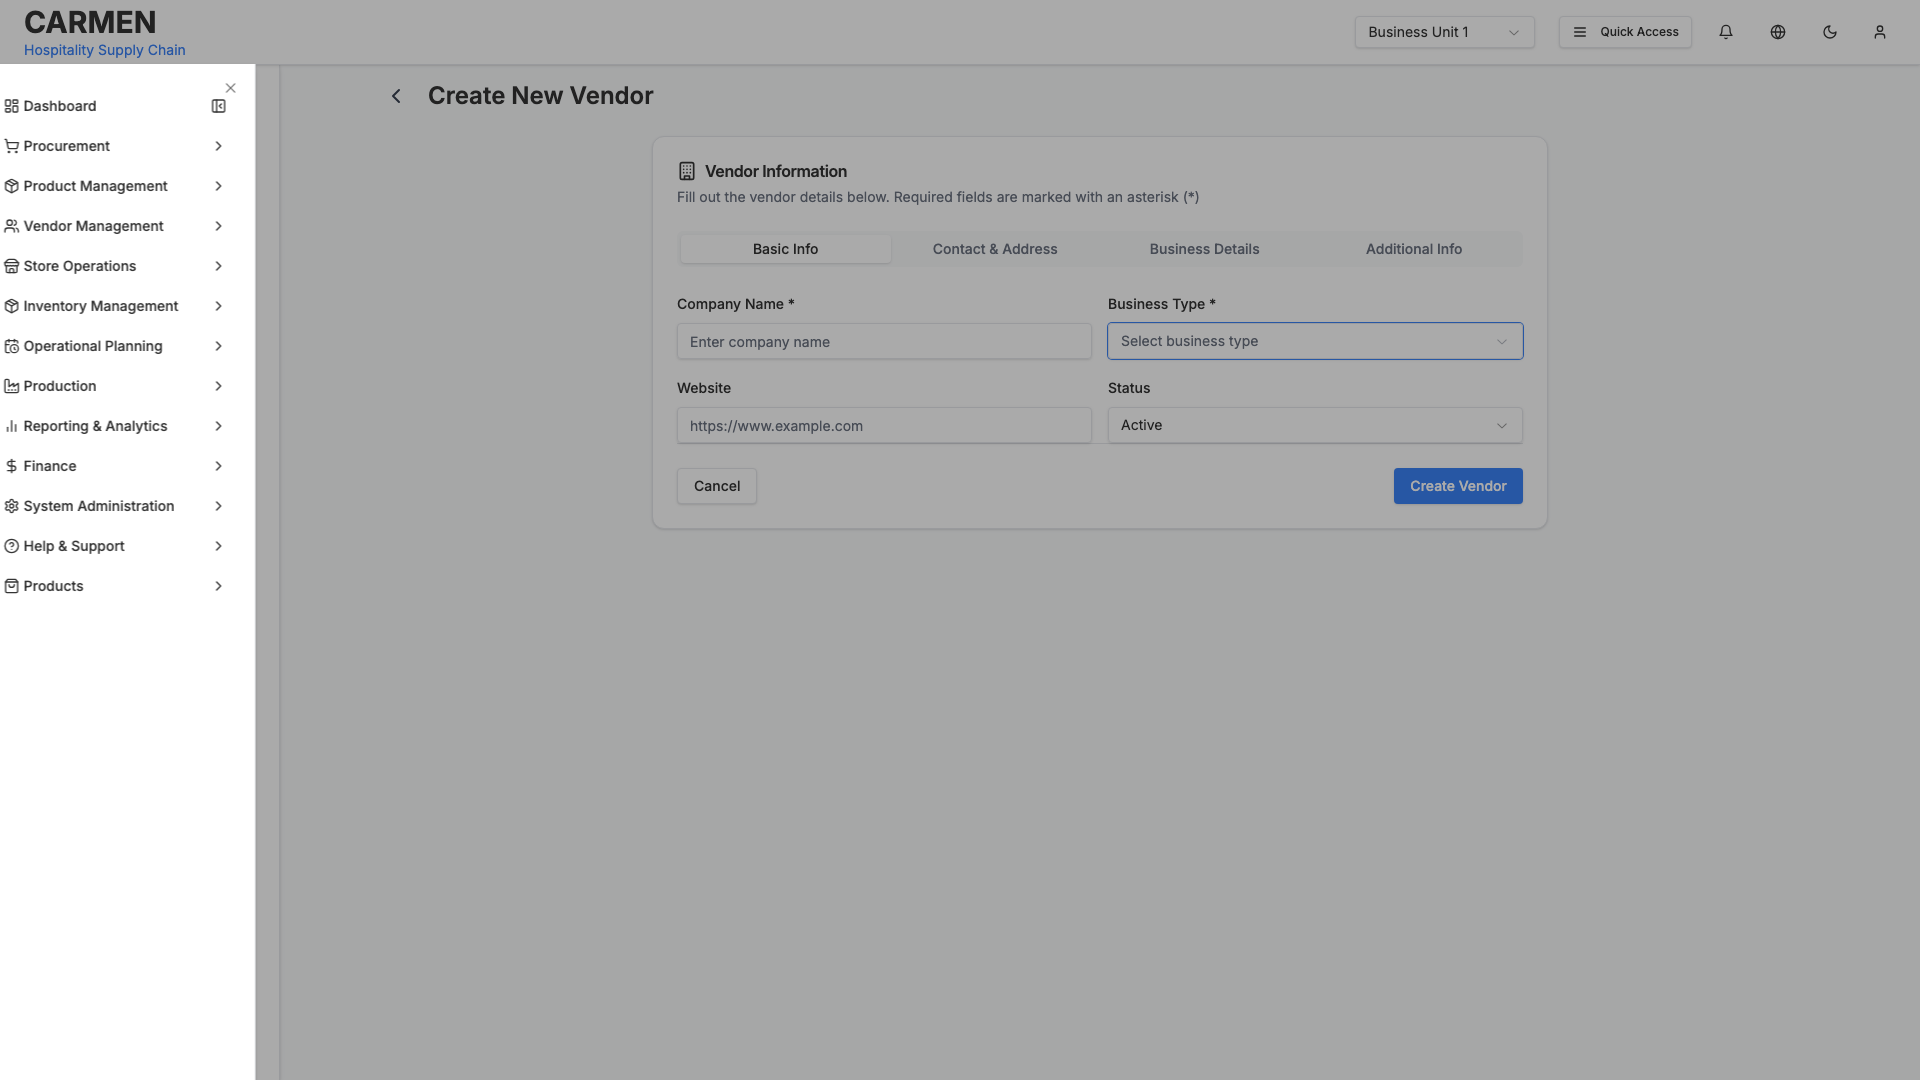 CARMEN
Hospitality Supply Chain
Business Unit 1
Quick Access
Dashboard
Procurement
Product Management
Vendor Management
Store Operations
Inventory Management
Operational Planning
Production
Reporting & Analytics
Finance
System Administration
Help & Support
Products
Create New Vendor
Vendor Information
Fill out the vendor details below. Required fields are marked with an asterisk (*)
Basic Info
Contact & Address
Business Details
Additional Info
Company Name *
Business Type *
Enter company name
Select business type
Website
Status
https://www.example.com
Active
Cancel
Create Vendor